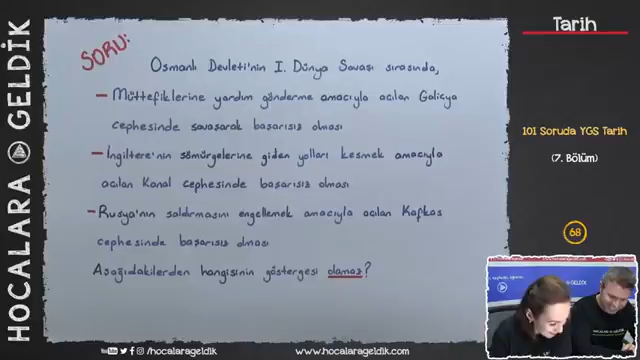 Tarih
SORU:
Osmanlı Devleti'nin I. Dünya Savaşı sırasında,
- Müttefiklerine yardım gönderme amacıyla açılan Galiçya
cephesinde savaşarak başarısız olması
- İngiltere'nin sömürgelerine giden yolları kesmek amacıyla
açılan Kanal cephesinde başarısız olması
- Rusya'nın saldırmasını engellemek amacıyla açılan Kafkas
cephesinde başarısız olması
Aşağıdakilerden hangisinin göstergesi olamaz?
101 Soruda YGS Tarih
(7. Bölüm)
68
HOCALARA GELDİK
/hocalarageldik
www.hocalarageldik.com